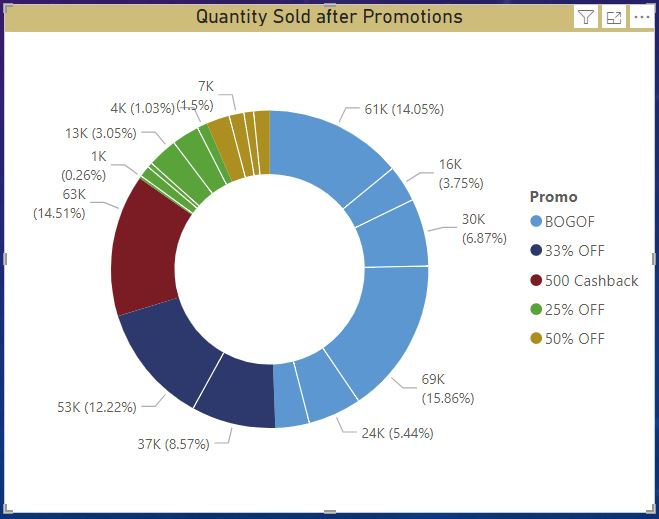 Quantity Sold after Promotions
7K
(1.5%)
4K (1.03%)
13K (3.05%)
1K
(0.26%)
63K
(14.51%)
61K (14.05%)
16K
(3.75%)
30K
(6.87%)
69K
(15.86%)
24K (5.44%)
37K (8.57%)
53K (12.22%)
Promo
BOGOF
33% OFF
500 Cashback
25% OFF
50% OFF